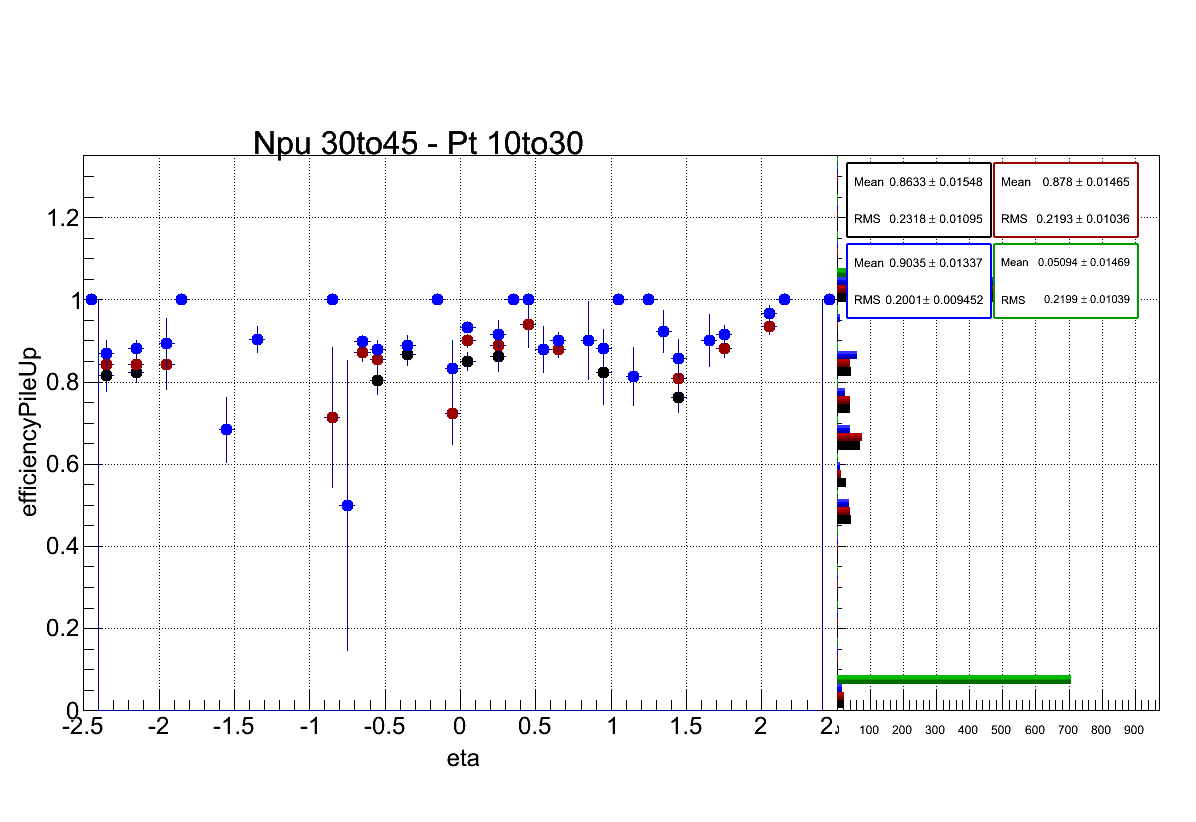 Npu 30to45 - Pt 10to30
Mean 0.8633 ± 0.01548
RMS 0.2318 ± 0.01095
Mean 0.878 ± 0.01465
RMS 0.2193 ± 0.01036
Mean 0.9035 ± 0.01337
RMS 0.2001 ± 0.009452
Mean 0.05094 ± 0.01469
RMS 0.2199 ± 0.01039
efficiencyPileUp
1.2
1
0.8
0.6
0.4
0.2
0
-2.5 -2 -1.5 -1 -0.5 0 0.5 1 1.5 2 2.
100 200 300 400 500 600 700 800 900
eta